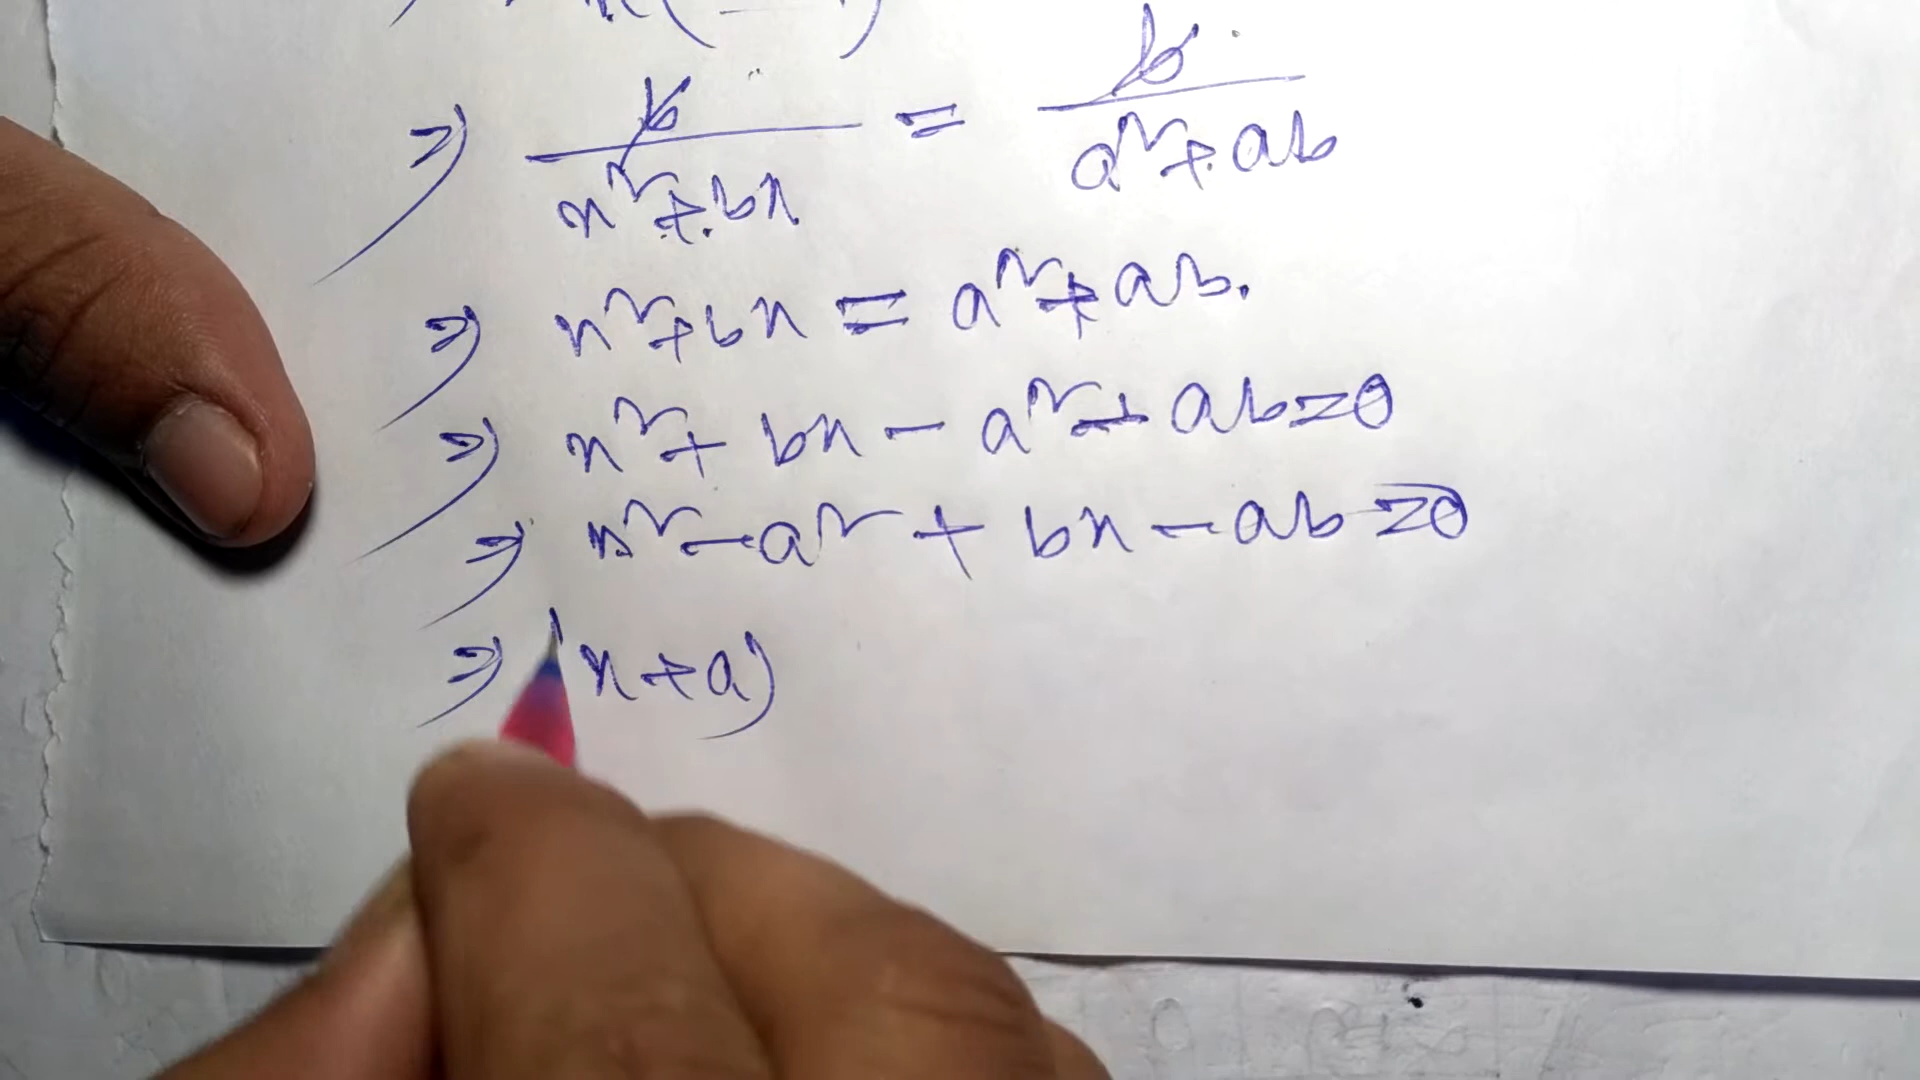 ⇒ b/(x²+bx) = b/(a²+ab)
⇒ x²+bx = a²+ab.
⇒ x²+ bx - a² - ab=0
⇒ x²-a² + bx - ab=0
⇒ (x+a)